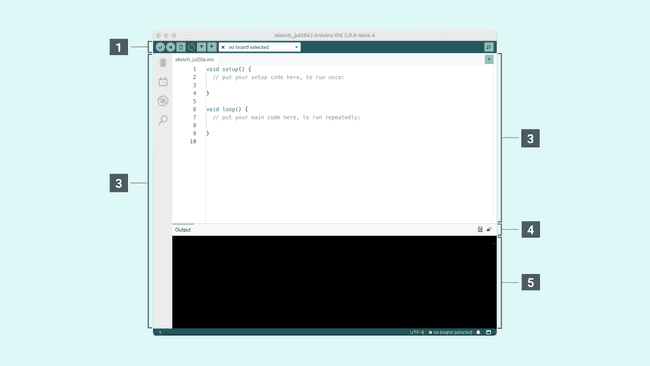 sketch_jul20a | Arduino IDE 2.0.0-beta.4
1
no board selected
sketch_jul20a.ino
1 void setup() {
2 // put your setup code here, to run once:
3
4 }
5
6 void loop() {
7 // put your main code here, to run repeatedly:
8
9 }
10
3
3
Output
4
5
UTF-8 no board selected